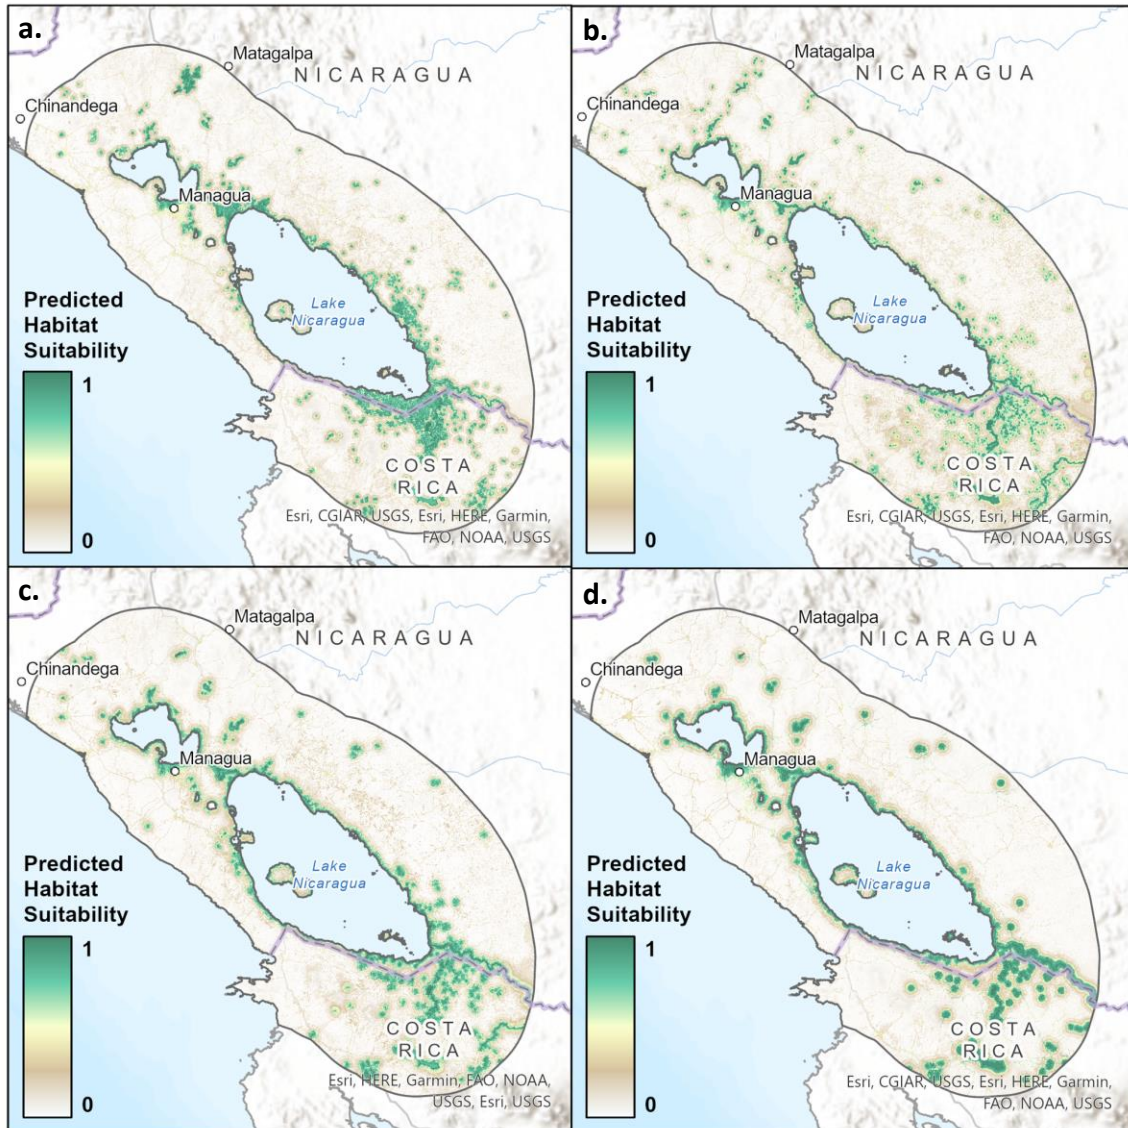 a.
Matagalpa
NICARAGUA
Chinandega
Managua
Predicted
Habitat
Suitability
1
0
Lake
Nicaragua
COSTA
RICA
Esri, CGIAR, USGS, Esri, HERE, Garmin,
FAO, NOAA, USGS
b.
Matagalpa
NICARAGUA
Chinandega
Managua
Predicted
Habitat
Suitability
1
0
Lake
Nicaragua
COSTA
RICA
Esri, CGIAR, USGS, Esri, HERE, Garmin,
FAO, NOAA, USGS
c.
Matagalpa
NICARAGUA
Chinandega
Managua
Predicted
Habitat
Suitability
1
0
Lake
Nicaragua
COSTA
RICA
Esri, HERE, Garmin, FAO, NOAA,
USGS, Esri, USGS
d.
Matagalpa
NICARAGUA
Chinandega
Managua
Predicted
Habitat
Suitability
1
0
Lake
Nicaragua
COSTA
RICA
Esri, CGIAR, USGS, Esri, HERE, Garmin,
FAO, NOAA, USGS